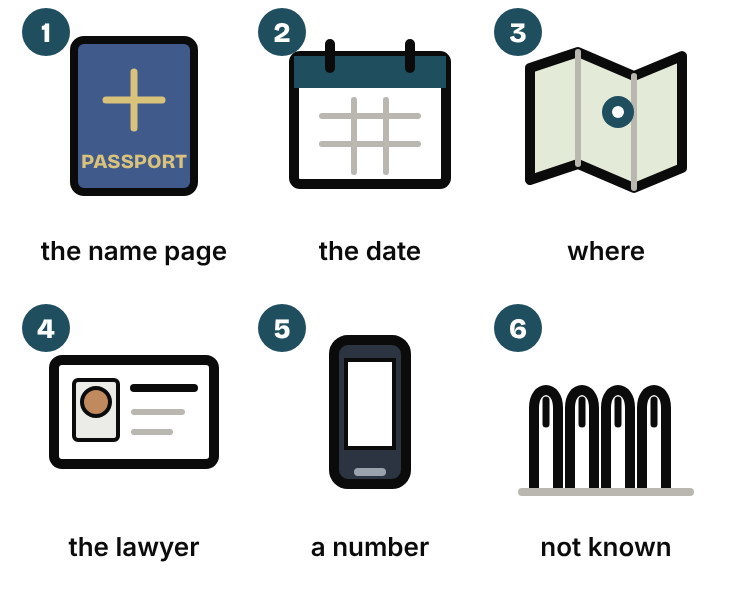 1
PASSPORT
the name page
2
the date
3
where
4
the lawyer
5
a number
6
not known